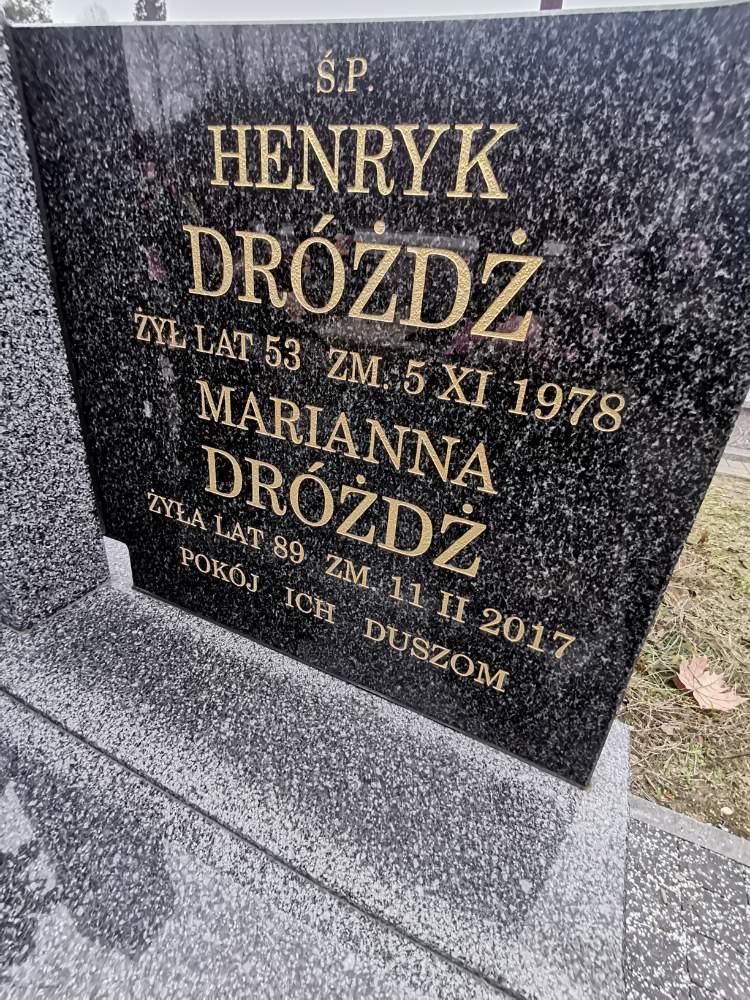 Ś.P.
HENRYK
DRÓŻDŻ
ŻYŁ LAT 53 ZM. 5 XI 1978
MARIANNA
DRÓŻDŻ
ŻYŁA LAT 89 ZM. 11 II 2017
POKÓJ ICH DUSZOM